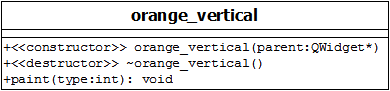 orange_vertical
+<<constructor>> orange_vertical(parent:QWidget*)
+<<destructor>> ~orange_vertical()
+paint(type:int): void